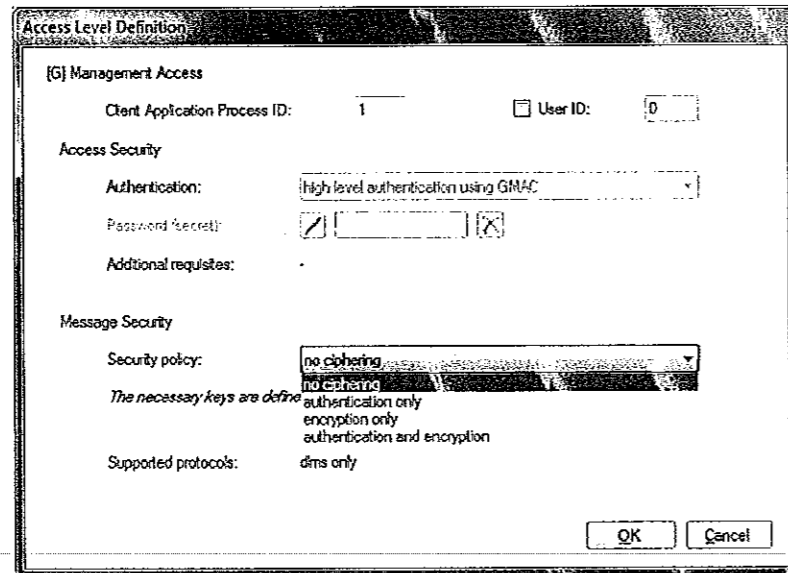 Access Level Definition
[G] Management Access
Client Application Process ID: 1 User ID: 0
Access Security
Authentication: high level authentication using GMAC
Password (secret):
Additional requisites: -
Message Security
Security policy: no ciphering
no ciphering
The necessary keys are define authentication only
encryption only
authentication and encryption
Supported protocols: dlms only
OK Cancel